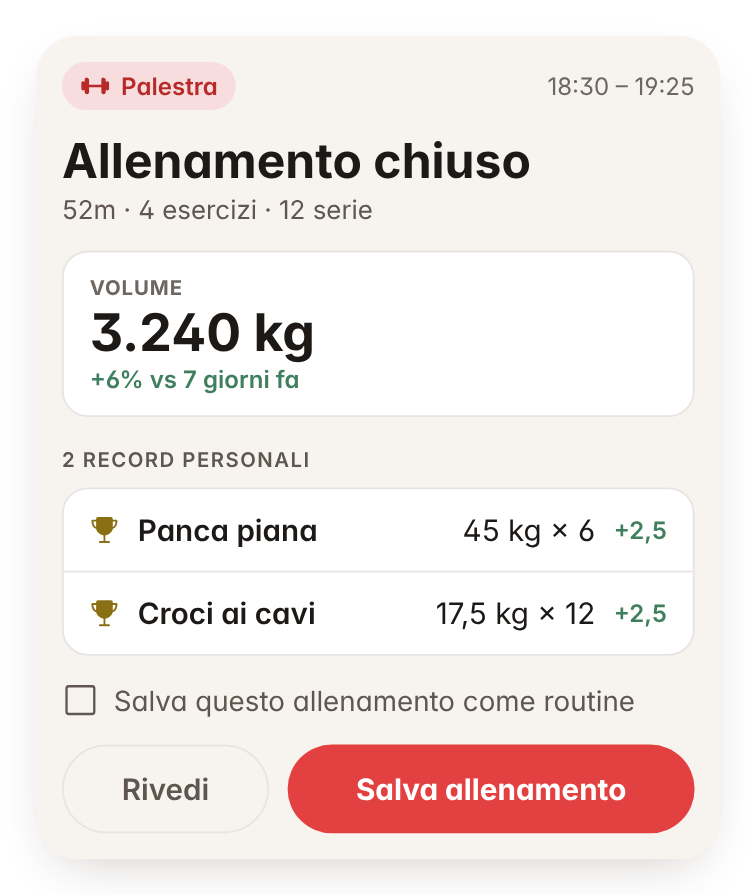 Palestra
18:30 – 19:25
Allenamento chiuso
52m · 4 esercizi · 12 serie
VOLUME
3.240 kg
+6% vs 7 giorni fa
2 RECORD PERSONALI
Panca piana 45 kg × 6 +2,5
Croci ai cavi 17,5 kg × 12 +2,5
Salva questo allenamento come routine
Rivedi
Salva allenamento